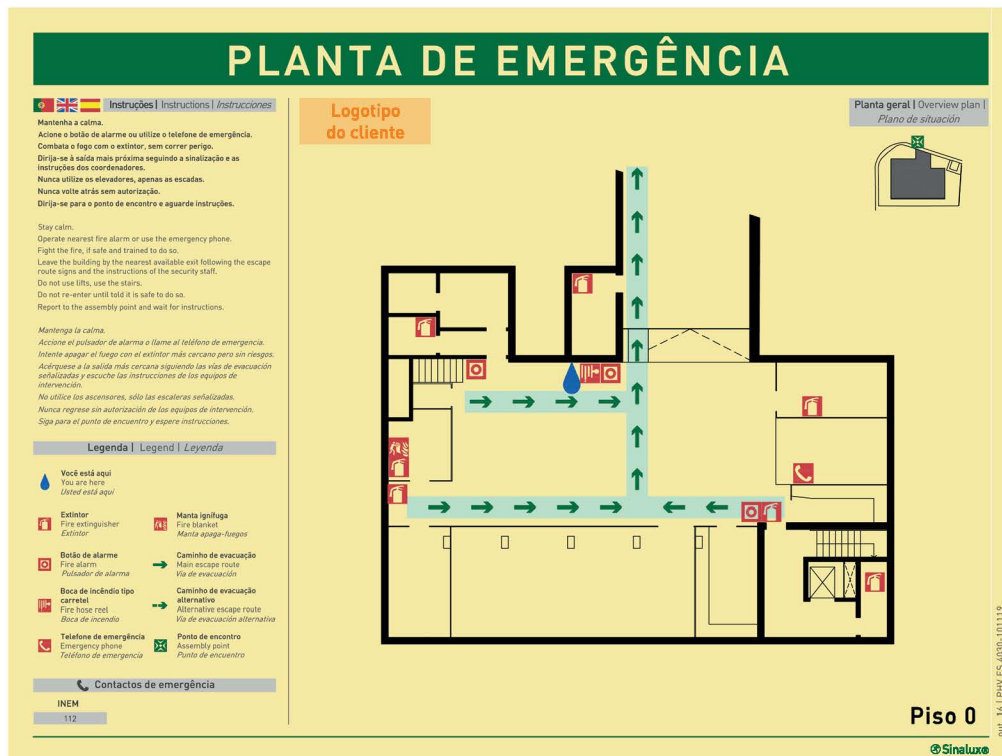 PLANTA DE EMERGÊNCIA
Instruções | Instructions | Instrucciones
Mantenha a calma.
Acione o botão de alarme ou utilize o telefone de emergência.
Combata o fogo com o extintor, sem correr perigo.
Dirija-se à saída mais próxima seguindo a sinalização e as
instruções dos coordenadores.
Nunca utilize os elevadores, apenas as escadas.
Nunca volte atrás sem autorização.
Dirija-se para o ponto de encontro e aguarde instruções.
Stay calm.
Operate nearest fire alarm or use the emergency phone.
Fight the fire, if safe and trained to do so.
Leave the building by the nearest available exit following the escape
route signs and the instructions of the security staff.
Do not use lifts, use the stairs.
Do not re-enter until told it is safe to do so.
Report to the assembly point and wait for instructions.
Mantenga la calma.
Accione el pulsador de alarma o llame al teléfono de emergencia.
Intente apagar el fuego con el extintor más cercano pero sin riesgos.
Acérquese a la salida más cercana siguiendo las vías de evacuación
señalizadas y escuche las instrucciones de los equipos de
intervención.
No utilice los ascensores, sólo las escaleras señalizadas.
Nunca regrese sin autorización de los equipos de intervención.
Siga para el punto de encuentro y espere instrucciones.
Legenda | Legend | Leyenda
Você está aqui
You are here
Usted está aquí
Extintor
Fire extinguisher
Extintor
Manta ignífuga
Fire blanket
Manta apaga-fuegos
Botão de alarme
Fire alarm
Pulsador de alarma
Caminho de evacuação
Main escape route
Vía de evacuación
Boca de incêndio tipo
carretel
Fire hose reel
Boca de incendio
Caminho de evacuação
alternativo
Alternative escape route
Vía de evacuación alternativa
Telefone de emergência
Emergency phone
Teléfono de emergencia
Ponto de encontro
Assembly point
Punto de encuentro
Contactos de emergência
INEM
112
Logotipo
do cliente
Planta geral | Overview plan |
Plano de situación
Piso 0
out. 16 | PHV ES 4030-101119
Sinalux®